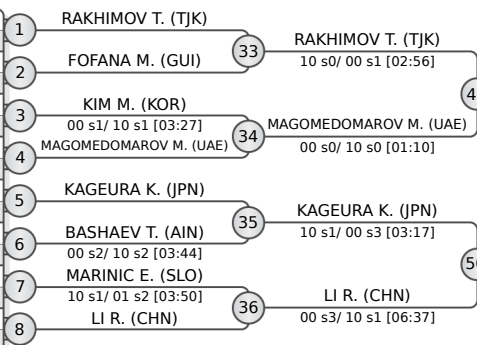 1
RAKHIMOV T. (TJK)
2
FOFANA M. (GUI)
33
RAKHIMOV T. (TJK)
10 s0/ 00 s1 [02:56]
3
KIM M. (KOR)
00 s1/ 10 s1 [03:27]
4
MAGOMEDOMAROV M. (UAE)
34
MAGOMEDOMAROV M. (UAE)
00 s0/ 10 s0 [01:10]
5
KAGEURA K. (JPN)
6
BASHAEV T. (AIN)
00 s2/ 10 s2 [03:44]
35
KAGEURA K. (JPN)
10 s1/ 00 s3 [03:17]
7
MARINIC E. (SLO)
10 s1/ 01 s2 [03:50]
8
LI R. (CHN)
36
LI R. (CHN)
00 s3/ 10 s1 [06:37]